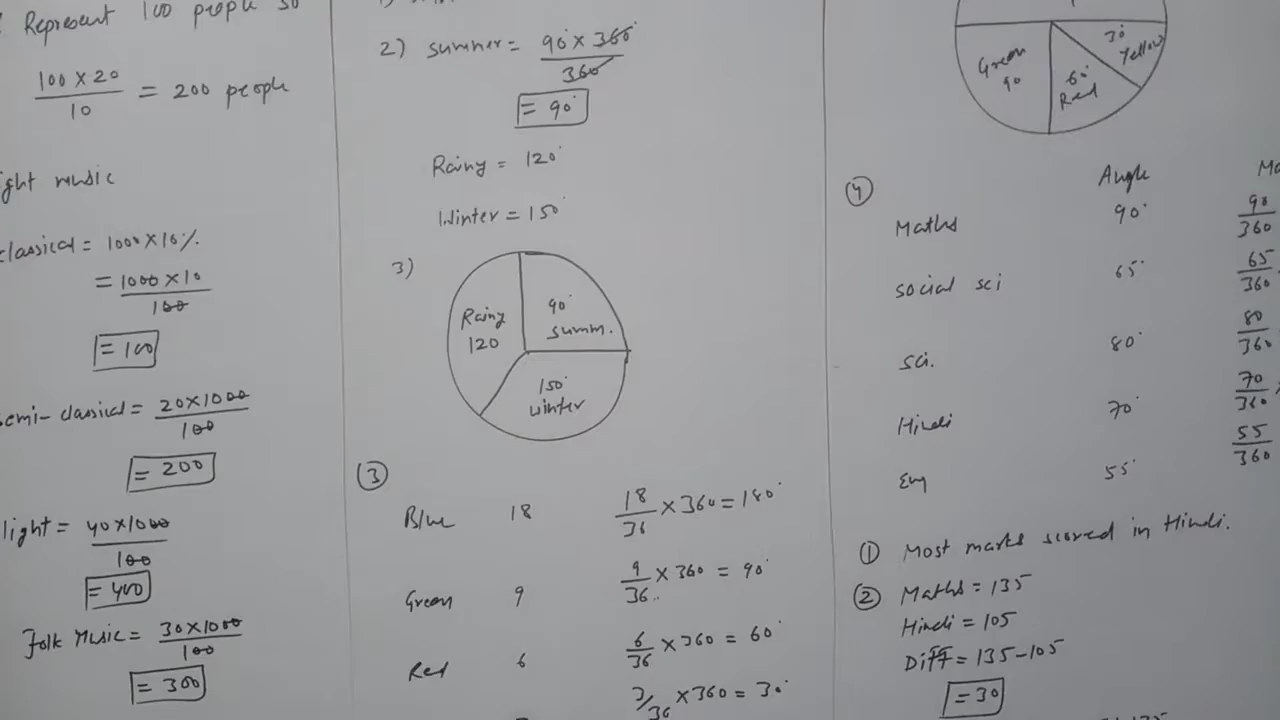 Represent 100 people so
100 × 20 / 10 = 200 people
ight music
classical = 1000 × 10%
= 1000 × 10 / 100
= 100
semi-classical = 20 × 1000 / 100
= 200
light = 40 × 1000 / 100
= 400
Folk Music = 30 × 1000 / 100
= 300
2) summer = 90 × 360° / 360
= 90°
Rainy = 120°
Winter = 150°
3)
Rainy 120
90° summ.
150° winter
③
Blue 18 18/36 × 360 = 180°
Green 9 9/36 × 360 = 90°
Red 6 6/36 × 360 = 60°
3/36 × 360 = 30°
Green 90
60° Red
30 Yellow
④
Angle Ma
Maths 90° 90/360
social sci 65° 65/360
sci. 80° 80/360
Hindi 70° 70/360
Eng 55° 55/360
① Most marks scored in Hindi.
② Maths = 135
Hindi = 105
Diff = 135-105
= 30